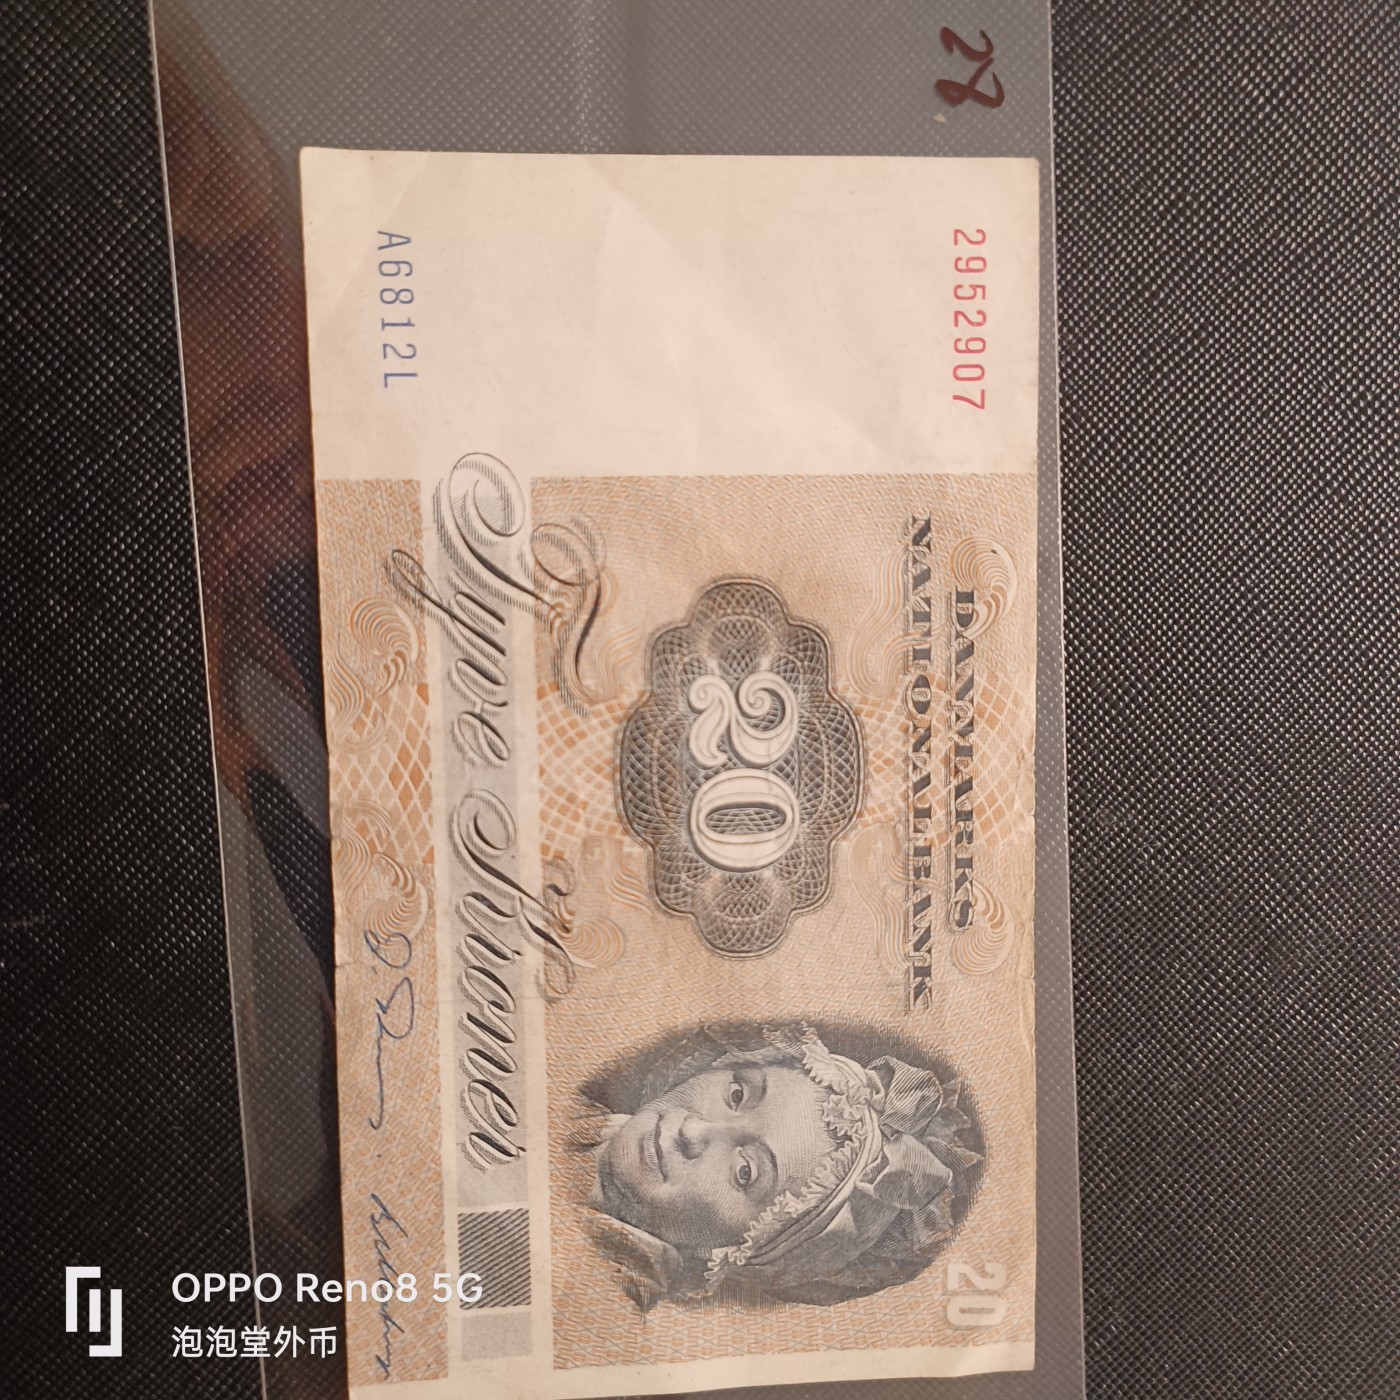 28
2952907
DANMARKS
NATIONALBANK
20
20
Tyve Kroner
A6812L
OPPO Reno8 5G
泡泡堂外币